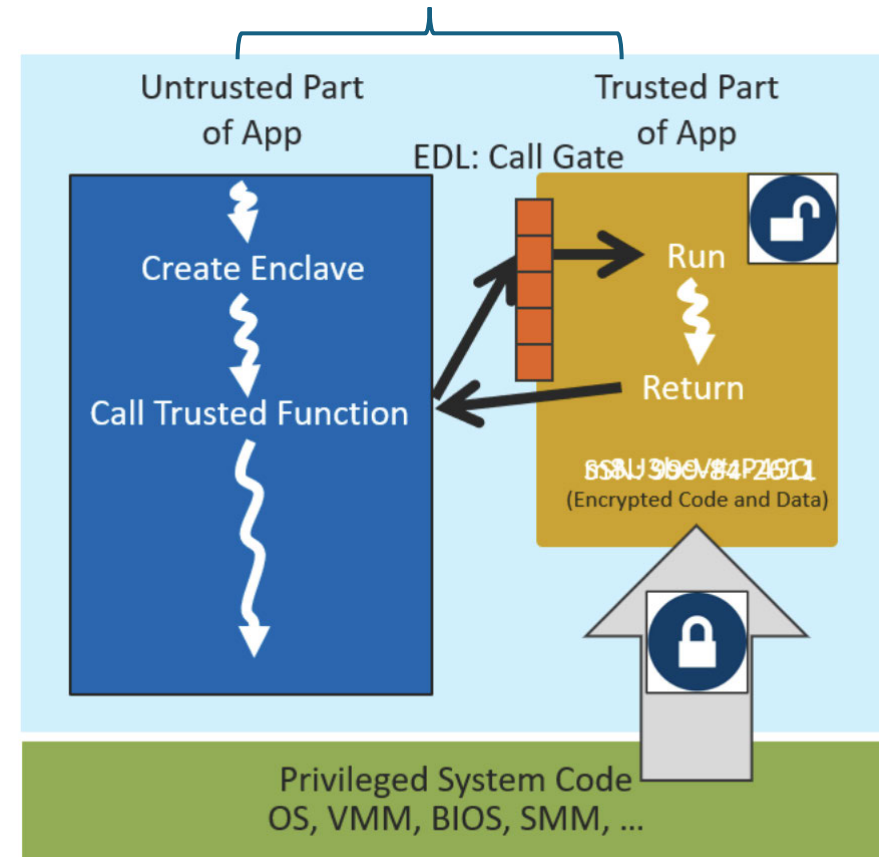 Untrusted Part
of App
Trusted Part
of App
EDL: Call Gate
Create Enclave
Call Trusted Function
Run
Return
(Encrypted Code and Data)
Privileged System Code
OS, VMM, BIOS, SMM, ...